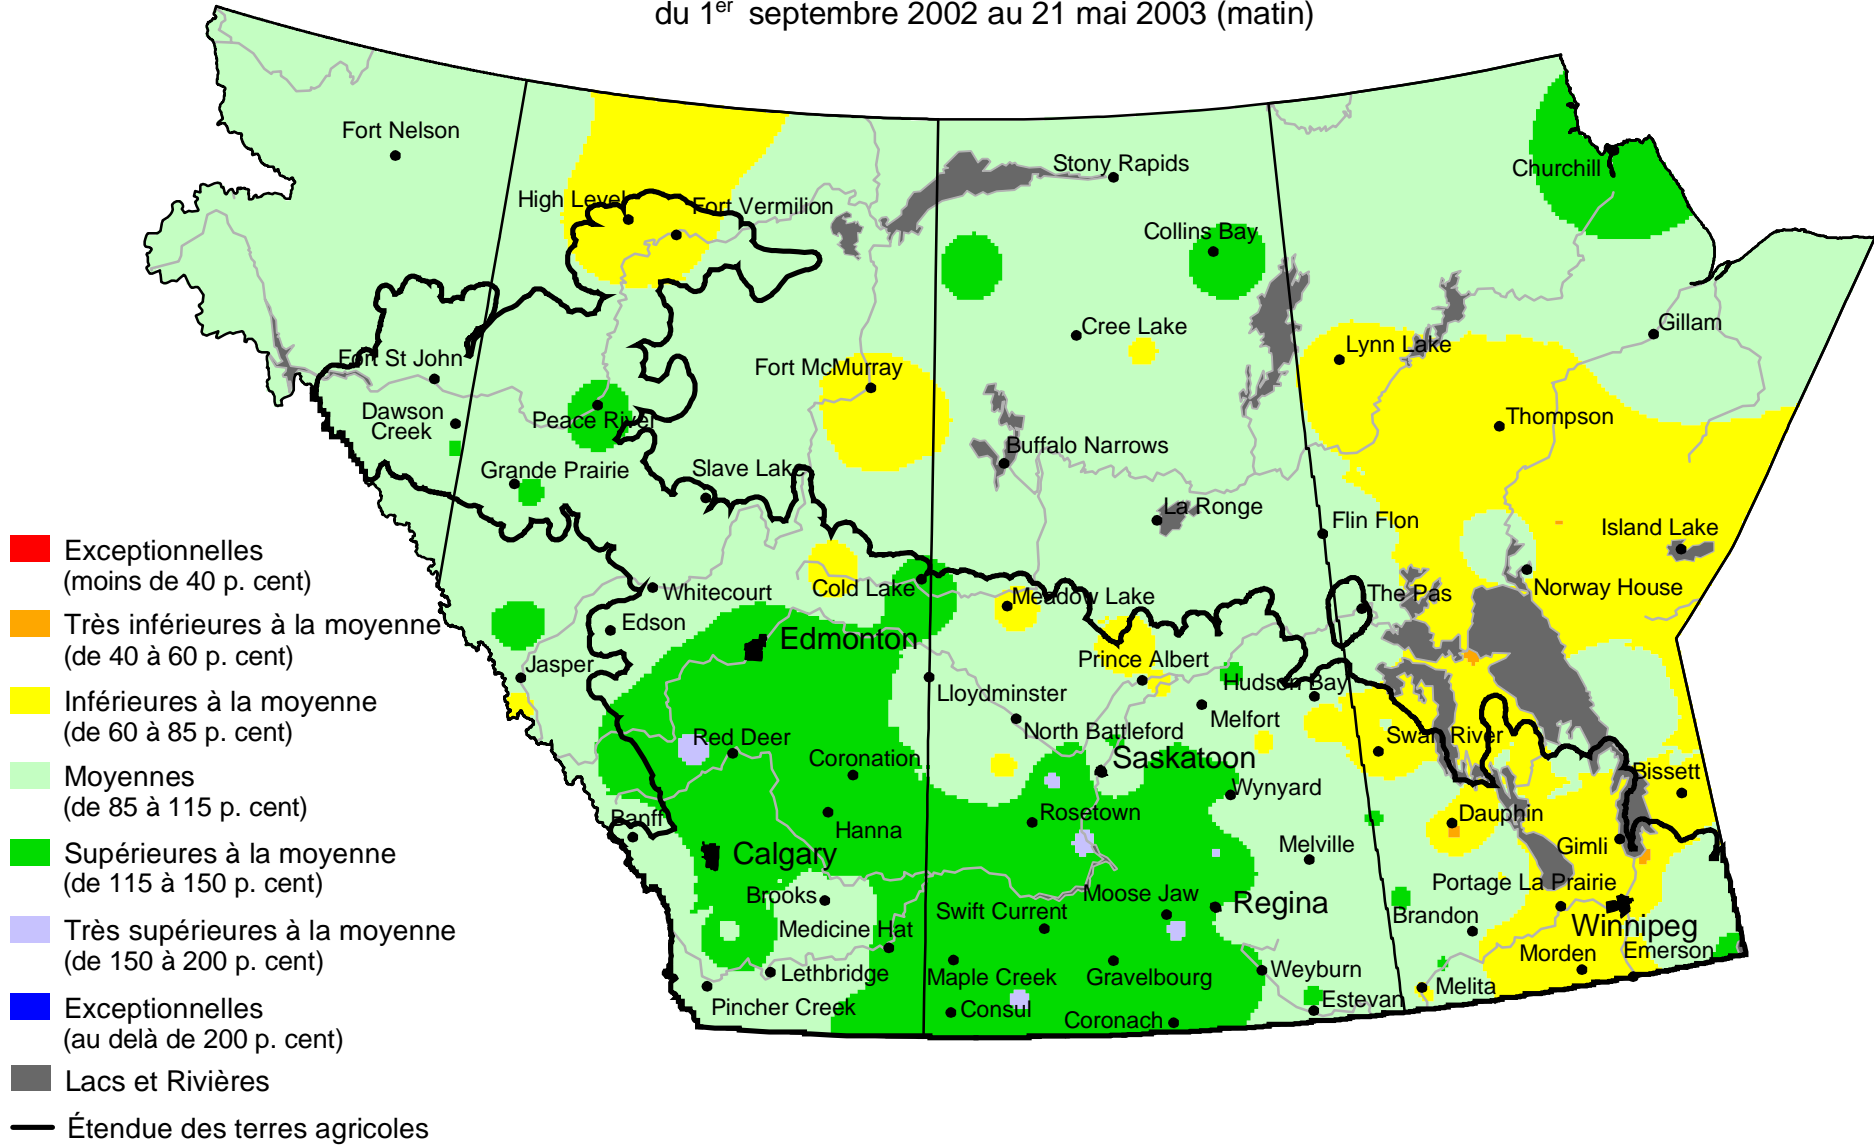 du 1er septembre 2002 au 21 mai 2003 (matin)
Fort Nelson
Stony Rapids
Churchill
High Level
Fort Vermilion
Collins Bay
Gillam
Cree Lake
Lynn Lake
Fort St John
Fort McMurray
Dawson
Creek
Peace River
Thompson
Buffalo Narrows
Grande Prairie
Slave Lake
La Ronge
Flin Flon
Island Lake
Exceptionnelles
(moins de 40 p. cent)
Whitecourt
Cold Lake
Meadow Lake
The Pas
Norway House
Très inférieures à la moyenne
(de 40 à 60 p. cent)
Edson
Edmonton
Jasper
Prince Albert
Hudson Bay
Lloydminster
Melfort
Inférieures à la moyenne
(de 60 à 85 p. cent)
North Battleford
Red Deer
Swan River
Coronation
Saskatoon
Moyennes
(de 85 à 115 p. cent)
Bissett
Wynyard
Banff
Hanna
Rosetown
Dauphin
Calgary
Melville
Gimli
Supérieures à la moyenne
(de 115 à 150 p. cent)
Brooks
Moose Jaw
Portage La Prairie
Swift Current
Regina
Brandon
Medicine Hat
Winnipeg
Très supérieures à la moyenne
(de 150 à 200 p. cent)
Morden
Emerson
Lethbridge
Maple Creek
Gravelbourg
Weyburn
Melita
Pincher Creek
Consul
Coronach
Estevan
Exceptionnelles
(au delà de 200 p. cent)
Lacs et Rivières
Étendue des terres agricoles